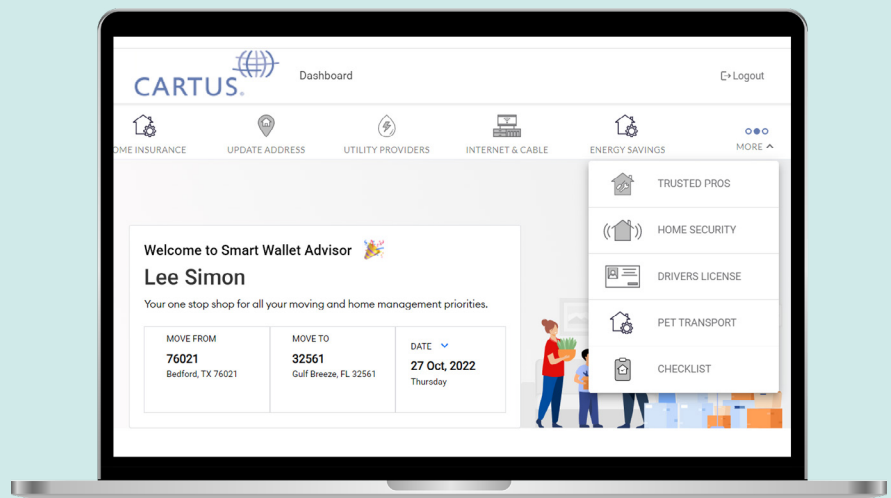 CARTUS
Dashboard
Logout
OME INSURANCE
UPDATE ADDRESS
UTILITY PROVIDERS
INTERNET & CABLE
ENERGY SAVINGS
MORE
TRUSTED PROS
HOME SECURITY
DRIVERS LICENSE
PET TRANSPORT
CHECKLIST
Welcome to Smart Wallet Advisor
Lee Simon
Your one stop shop for all your moving and home management priorities.
MOVE FROM
76021
Bedford, TX 76021
MOVE TO
32561
Gulf Breeze, FL 32561
DATE
27 Oct, 2022
Thursday